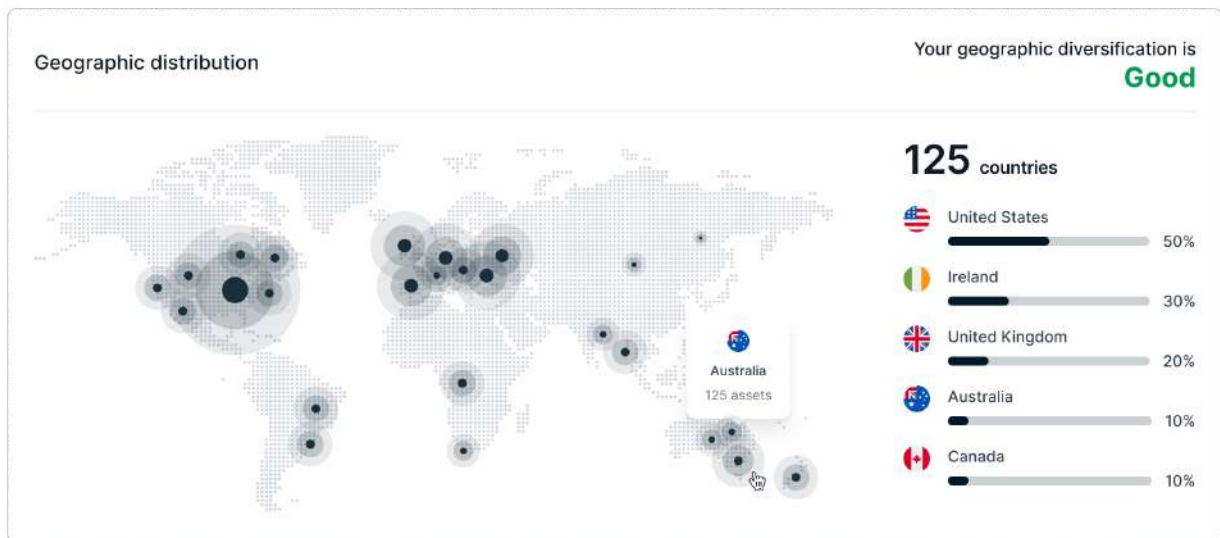 Geographic distribution
Your geographic diversification is
Good
125 countries
United States
50%
Ireland
30%
United Kingdom
20%
Australia
10%
Canada
10%
Australia
125 assets